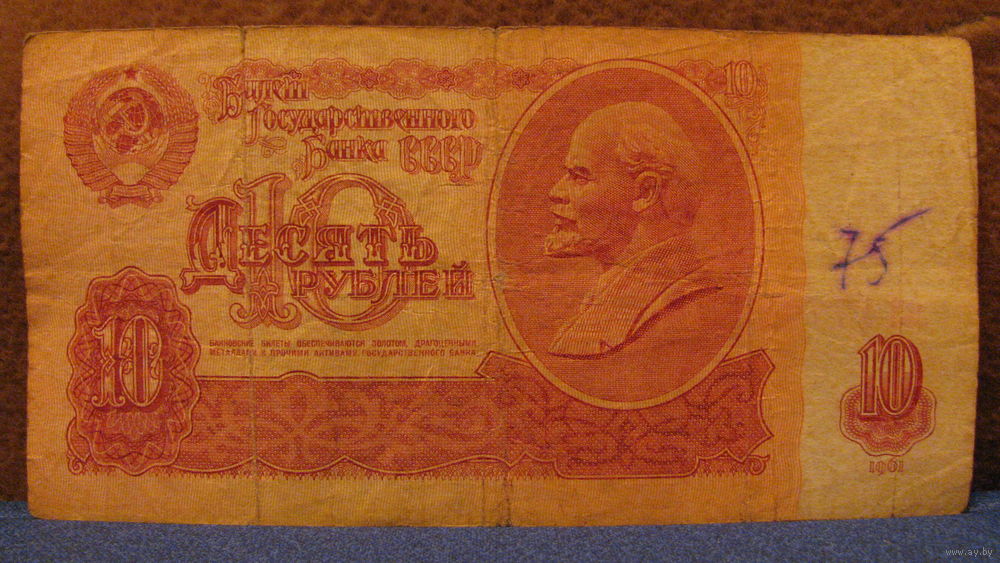 Билет
Государственного
Банка СССР
10
Десять
10
рублей
БАНКОВСКИЕ БИЛЕТЫ ОБЕСПЕЧИВАЮТСЯ ЗОЛОТОМ, ДРАГОЦЕННЫМИ
МЕТАЛЛАМИ И ПРОЧИМИ АКТИВАМИ ГОСУДАРСТВЕННОГО БАНКА
75
10
10
1961
www.ay.by